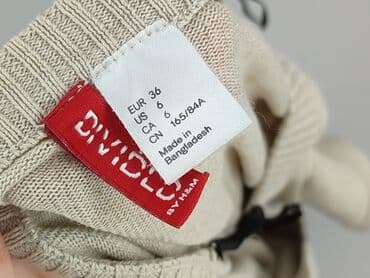 EUR 36
US 6
CA 6
CN 165/84A
Made in
Bangladesh
DIVIDED
BY H&M